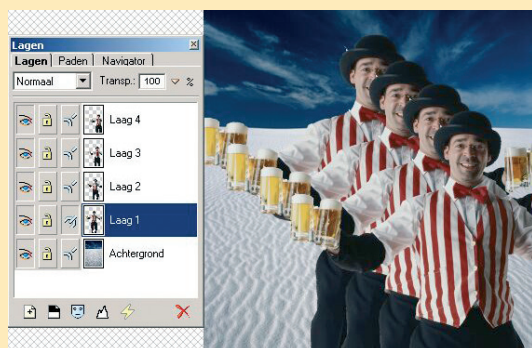 Lagen
Lagen Paden Navigator
Normaal Transp.: 100 %
Laag 4
Laag 3
Laag 2
Laag 1
Achtergrond